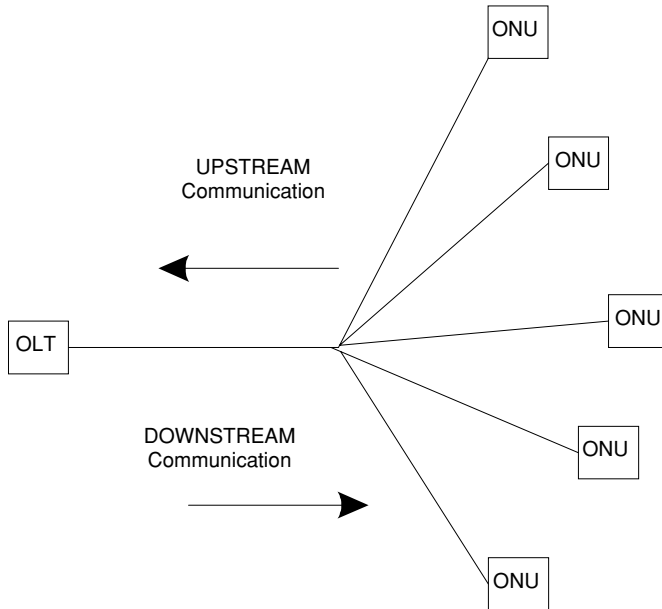 ONU
ONU
UPSTREAM
Communication
ONU
OLT
DOWNSTREAM
Communication
ONU
ONU